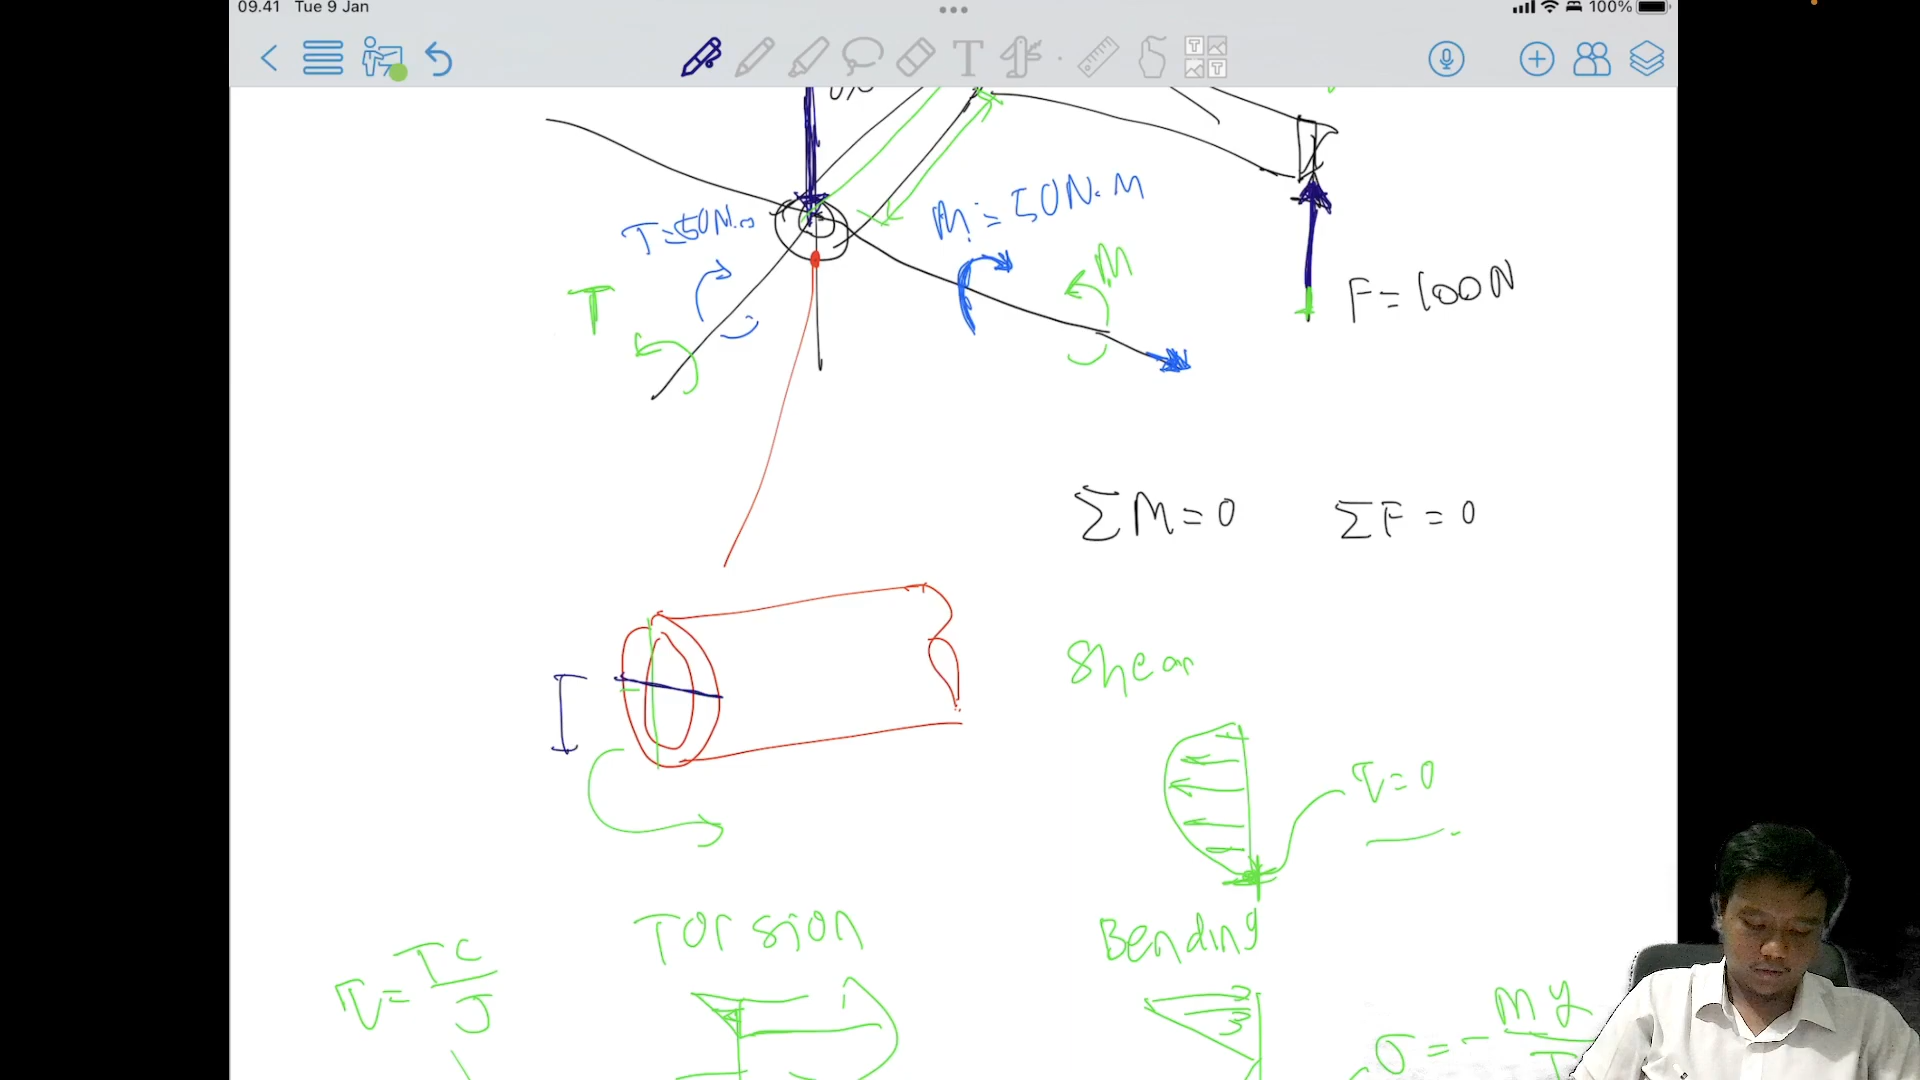 09.41 Tue 9 Jan
100%
T
T=50N.m
M=50N.M
M
T
F=100N
ΣM=0 ΣF=0
Shear
τ=0
Torsion
Bending
τ=TC/J
σ=-My/I